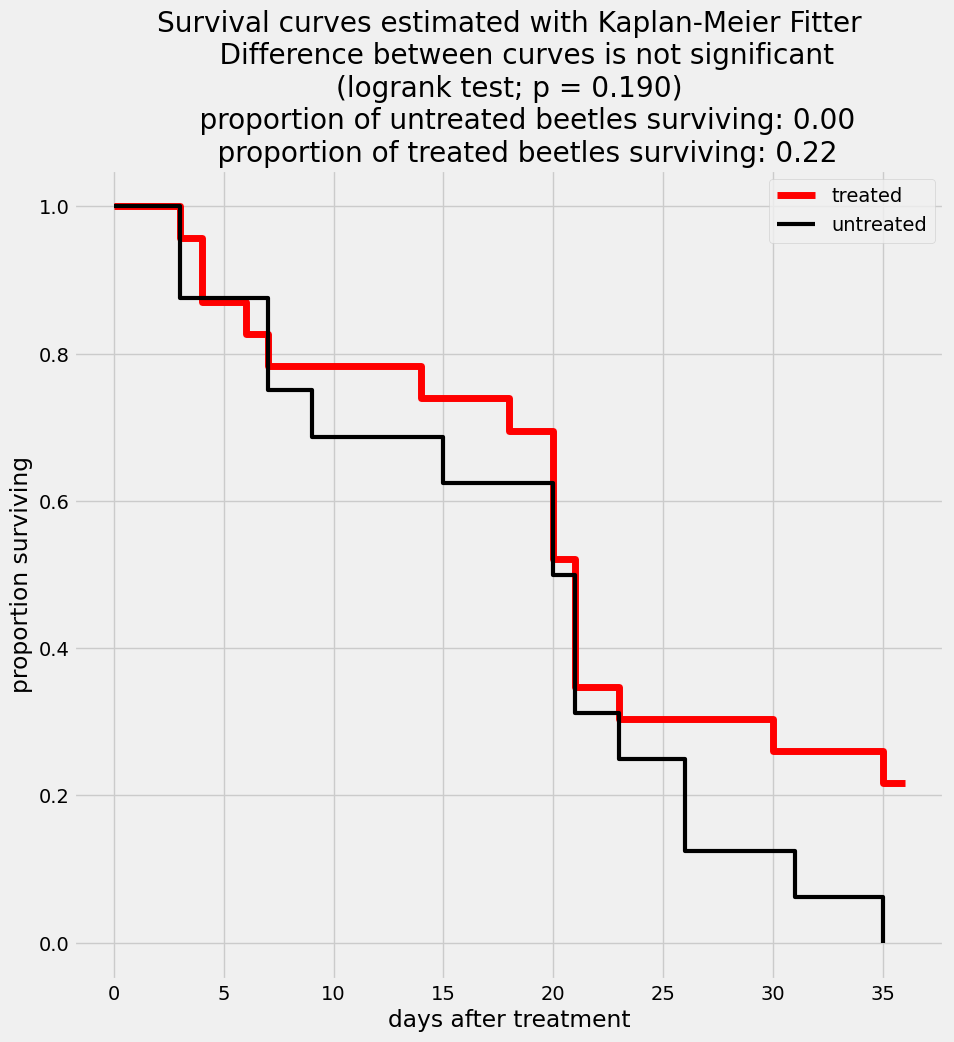 Survival curves estimated with Kaplan-Meier Fitter
Difference between curves is not significant
(logrank test; p = 0.190)
proportion of untreated beetles surviving: 0.00
proportion of treated beetles surviving: 0.22
treated
untreated
1.0
0.8
0.6
0.4
0.2
0.0
proportion surviving
0 5 10 15 20 25 30 35
days after treatment